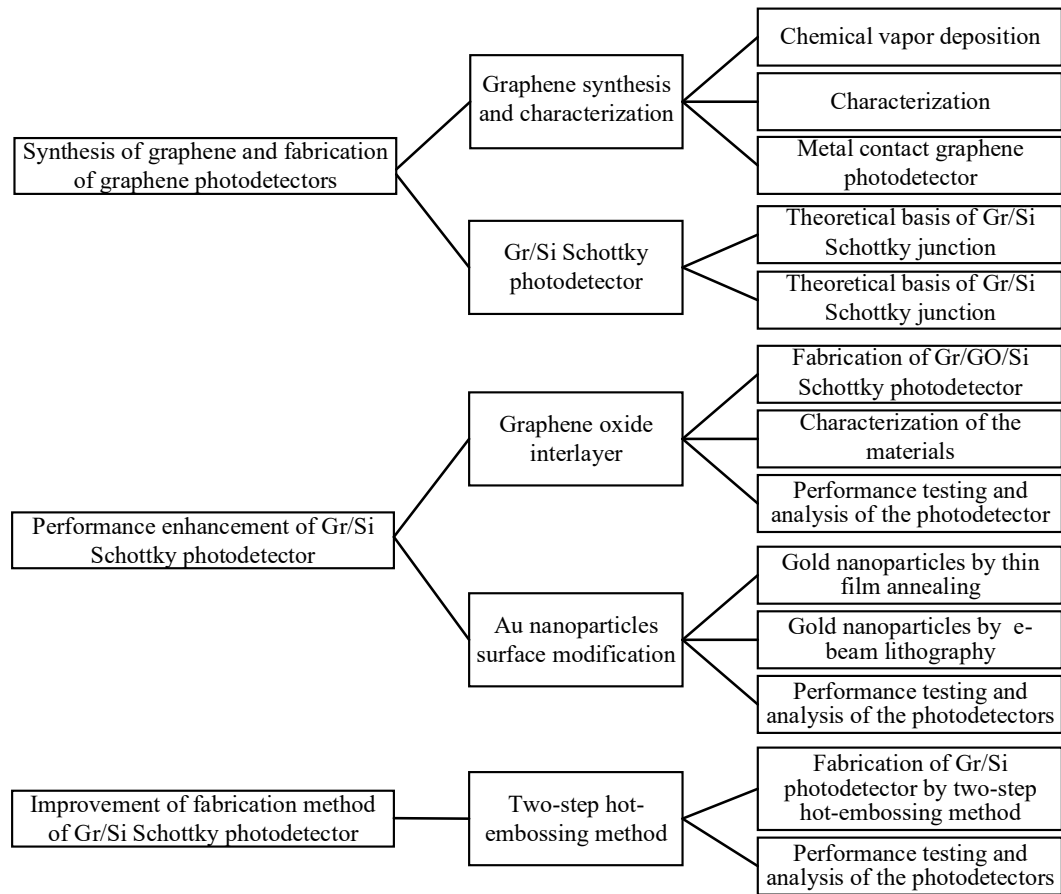 Synthesis of graphene and fabrication
of graphene photodetectors
Graphene synthesis
and characterization
Chemical vapor deposition
Characterization
Metal contact graphene
photodetector
Gr/Si Schottky
photodetector
Theoretical basis of Gr/Si
Schottky junction
Theoretical basis of Gr/Si
Schottky junction
Performance enhancement of Gr/Si
Schottky photodetector
Graphene oxide
interlayer
Fabrication of Gr/GO/Si
Schottky photodetector
Characterization of the
materials
Performance testing and
analysis of the photodetector
Au nanoparticles
surface modification
Gold nanoparticles by thin
film annealing
Gold nanoparticles by e-
beam lithography
Performance testing and
analysis of the photodetectors
Improvement of fabrication method
of Gr/Si Schottky photodetector
Two-step hot-
embossing method
Fabrication of Gr/Si
photodetector by two-step
hot-embossing method
Performance testing and
analysis of the photodetectors